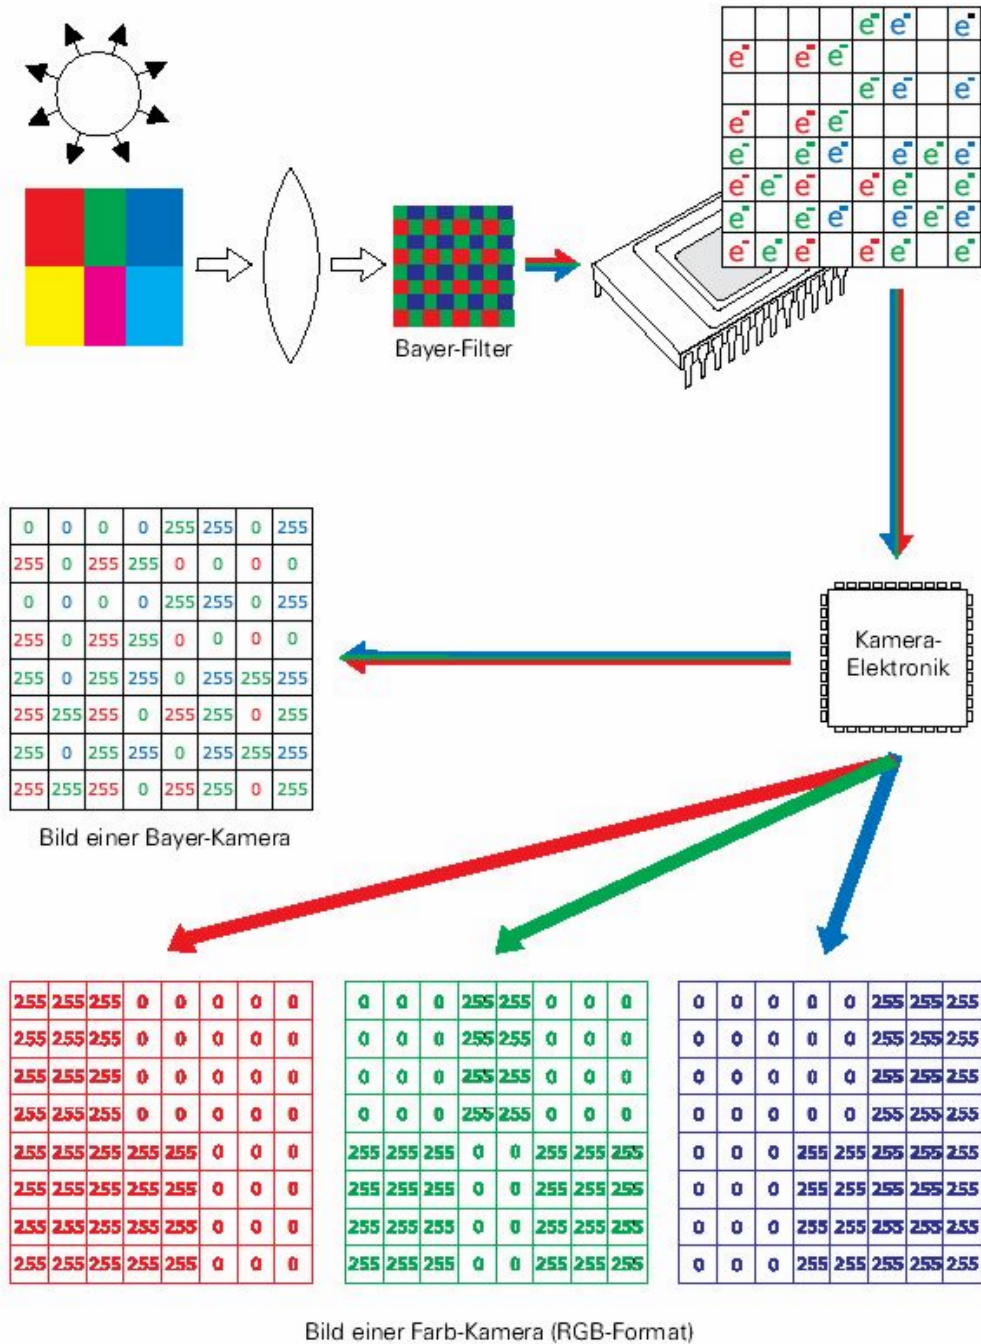 e⁻ e⁻ e⁻
e⁻ e⁻ e⁻
e⁻ e⁻ e⁻
e⁻ e⁻ e⁻
e⁻ e⁻ e⁻ e⁻ e⁻ e⁻
e⁻ e⁻ e⁻ e⁻ e⁻ e⁻
e⁻ e⁻ e⁻ e⁻ e⁻ e⁻
e⁻ e⁻ e⁻ e⁻ e⁻ e⁻
Bayer-Filter
0 0 0 0 255 255 0 255
255 0 255 255 0 0 0 0
0 0 0 0 255 255 0 255
255 0 255 255 0 0 0 0
255 0 255 255 0 255 255 255
255 255 255 0 255 255 0 255
255 0 255 255 0 255 255 255
255 255 255 0 255 255 0 255
Bild einer Bayer-Kamera
Kamera-
Elektronik
255 255 255 0 0 0 0 0
255 255 255 0 0 0 0 0
255 255 255 0 0 0 0 0
255 255 255 0 0 0 0 0
255 255 255 255 255 0 0 0
255 255 255 255 255 0 0 0
255 255 255 255 255 0 0 0
255 255 255 255 255 0 0 0
0 0 0 255 255 0 0 0
0 0 0 255 255 0 0 0
0 0 0 255 255 0 0 0
0 0 0 255 255 0 0 0
255 255 255 0 0 255 255 255
255 255 255 0 0 255 255 255
255 255 255 0 0 255 255 255
255 255 255 0 0 255 255 255
0 0 0 0 0 255 255 255
0 0 0 0 0 255 255 255
0 0 0 0 0 255 255 255
0 0 0 0 0 255 255 255
0 0 0 255 255 255 255 255
0 0 0 255 255 255 255 255
0 0 0 255 255 255 255 255
0 0 0 255 255 255 255 255
Bild einer Farb-Kamera (RGB-Format)